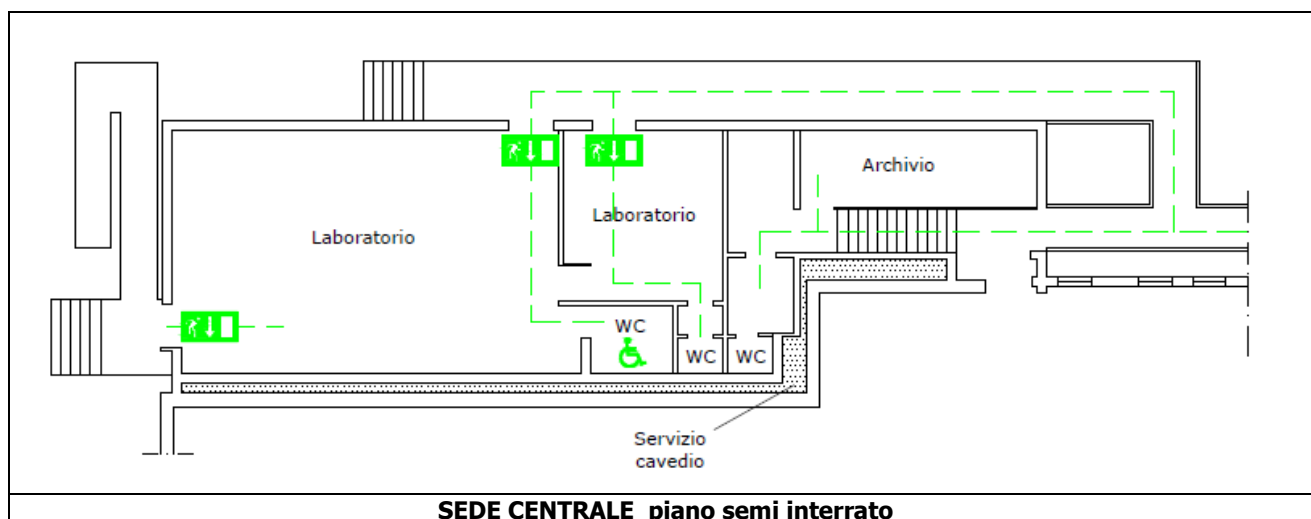 Archivio
Laboratorio
Laboratorio
WC
WC
WC
Servizio
cavedio
SEDE CENTRALE piano semi interrato